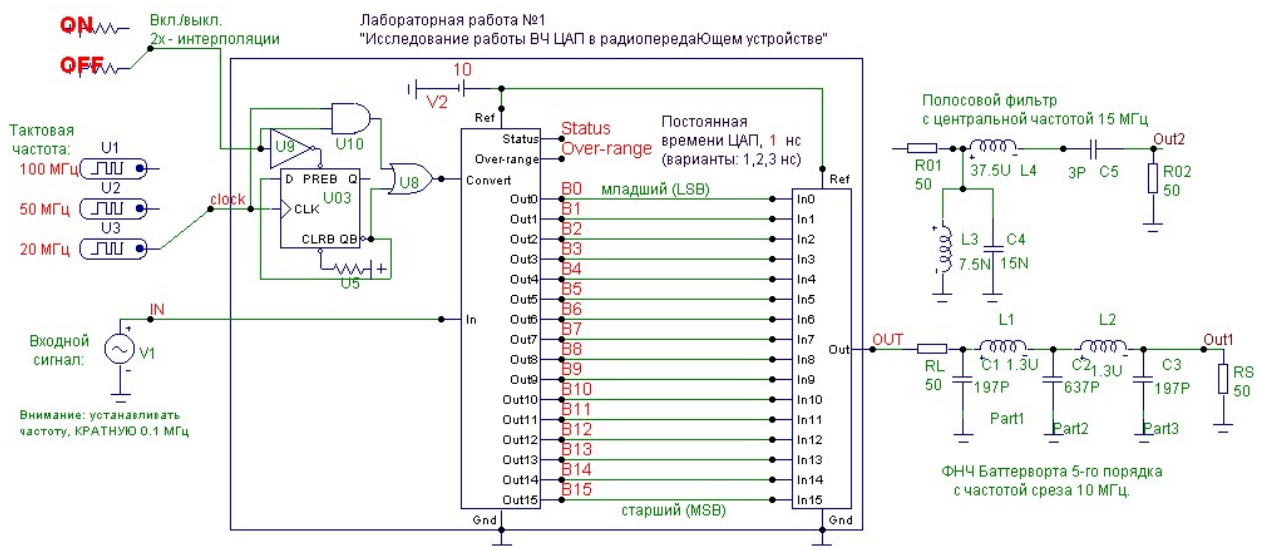 Лабораторная работа №1
"Исследование работы ВЧ ЦАП в радиопередаЮщем устройстве"
ON
OFF
Вкл./выкл.
2x - интерполяции
Тактовая
частота:
U1
100 МГц
U2
50 МГц
U3
20 МГц
clock
U9
U10
U8
D PREB Q
U03
CLK
CLRB QB
U5
IN
Входной
сигнал:
V1
Внимание: устанавливать
частоту, КРАТНУЮ 0.1 МГц
10
V2
Ref
Status
Over-range
Convert
In
Out0
Out1
Out2
Out3
Out4
Out5
Out6
Out7
Out8
Out9
Out10
Out11
Out12
Out13
Out14
Out15
Gnd
Status
Over-range
Постоянная
времени ЦАП, 1 нс
(варианты: 1,2,3 нс)
B0
B1
B2
B3
B4
B5
B6
B7
B8
B9
B10
B11
B12
B13
B14
B15
младший (LSB)
старший (MSB)
Ref
In0
In1
In2
In3
In4
In5
In6
In7
In8
In9
In10
In11
In12
In13
In14
In15
Out
Gnd
OUT
Полосовой фильтр
с центральной частотой 15 МГц
R01
50
37.5U L4
3P C5
Out2
R02
50
L3
7.5N
C4
15N
L1
L2
Out1
RL
50
C1 1.3U
197P
C2 1.3U
637P
C3
197P
RS
50
Part1
Part2
Part3
ФНЧ Баттерворта 5-го порядка
с частотой среза 10 МГц.